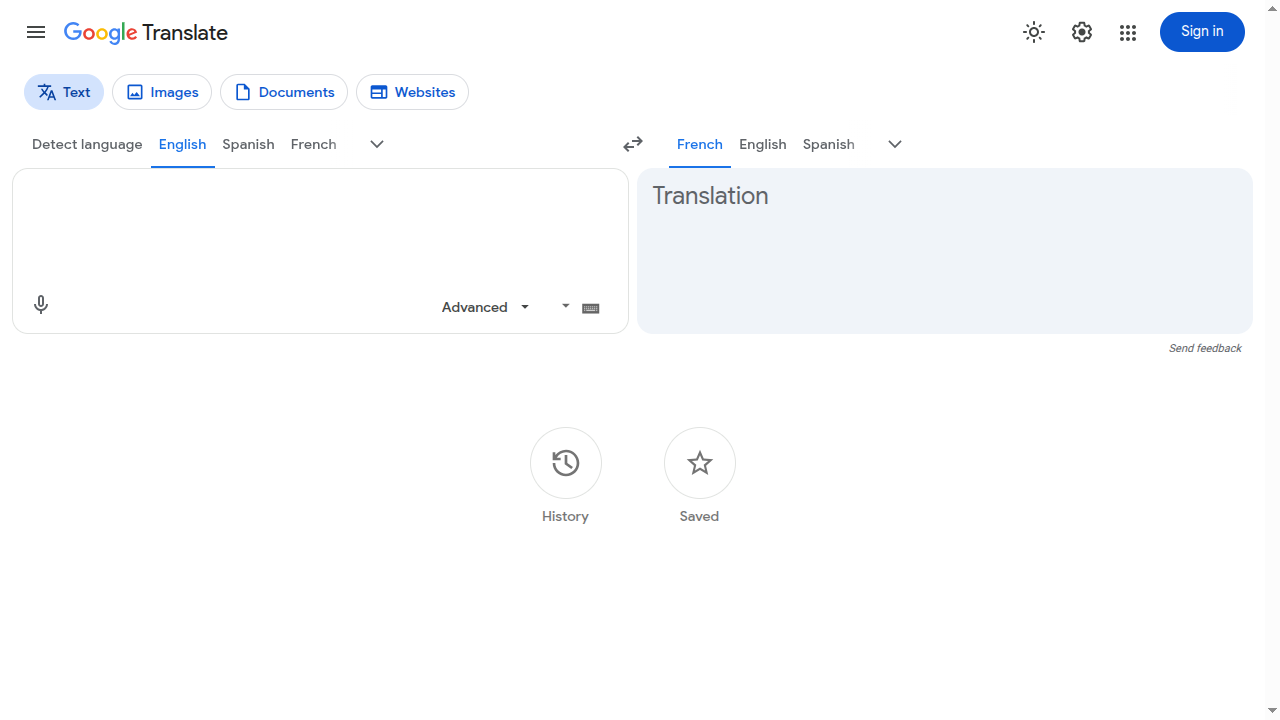 Google Translate
Sign in
Text
Images
Documents
Websites
Detect language
English
Spanish
French
French
English
Spanish
Translation
Advanced
Send feedback
History
Saved